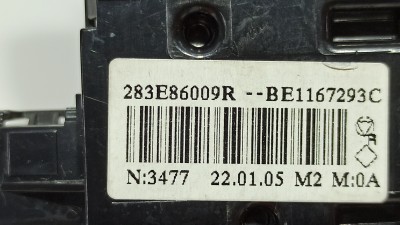 283E86009R --BE1167293C
R
N:3477 22.01.05 M2 M:0A